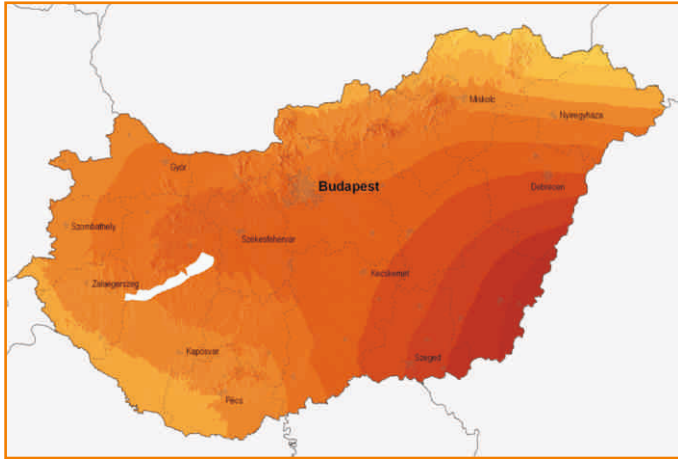 Miskolc
Nyíregyháza
Győr
Budapest
Debrecen
Szombathely
Székesfehérvár
Kecskemét
Zalaegerszeg
Kaposvár
Szeged
Pécs